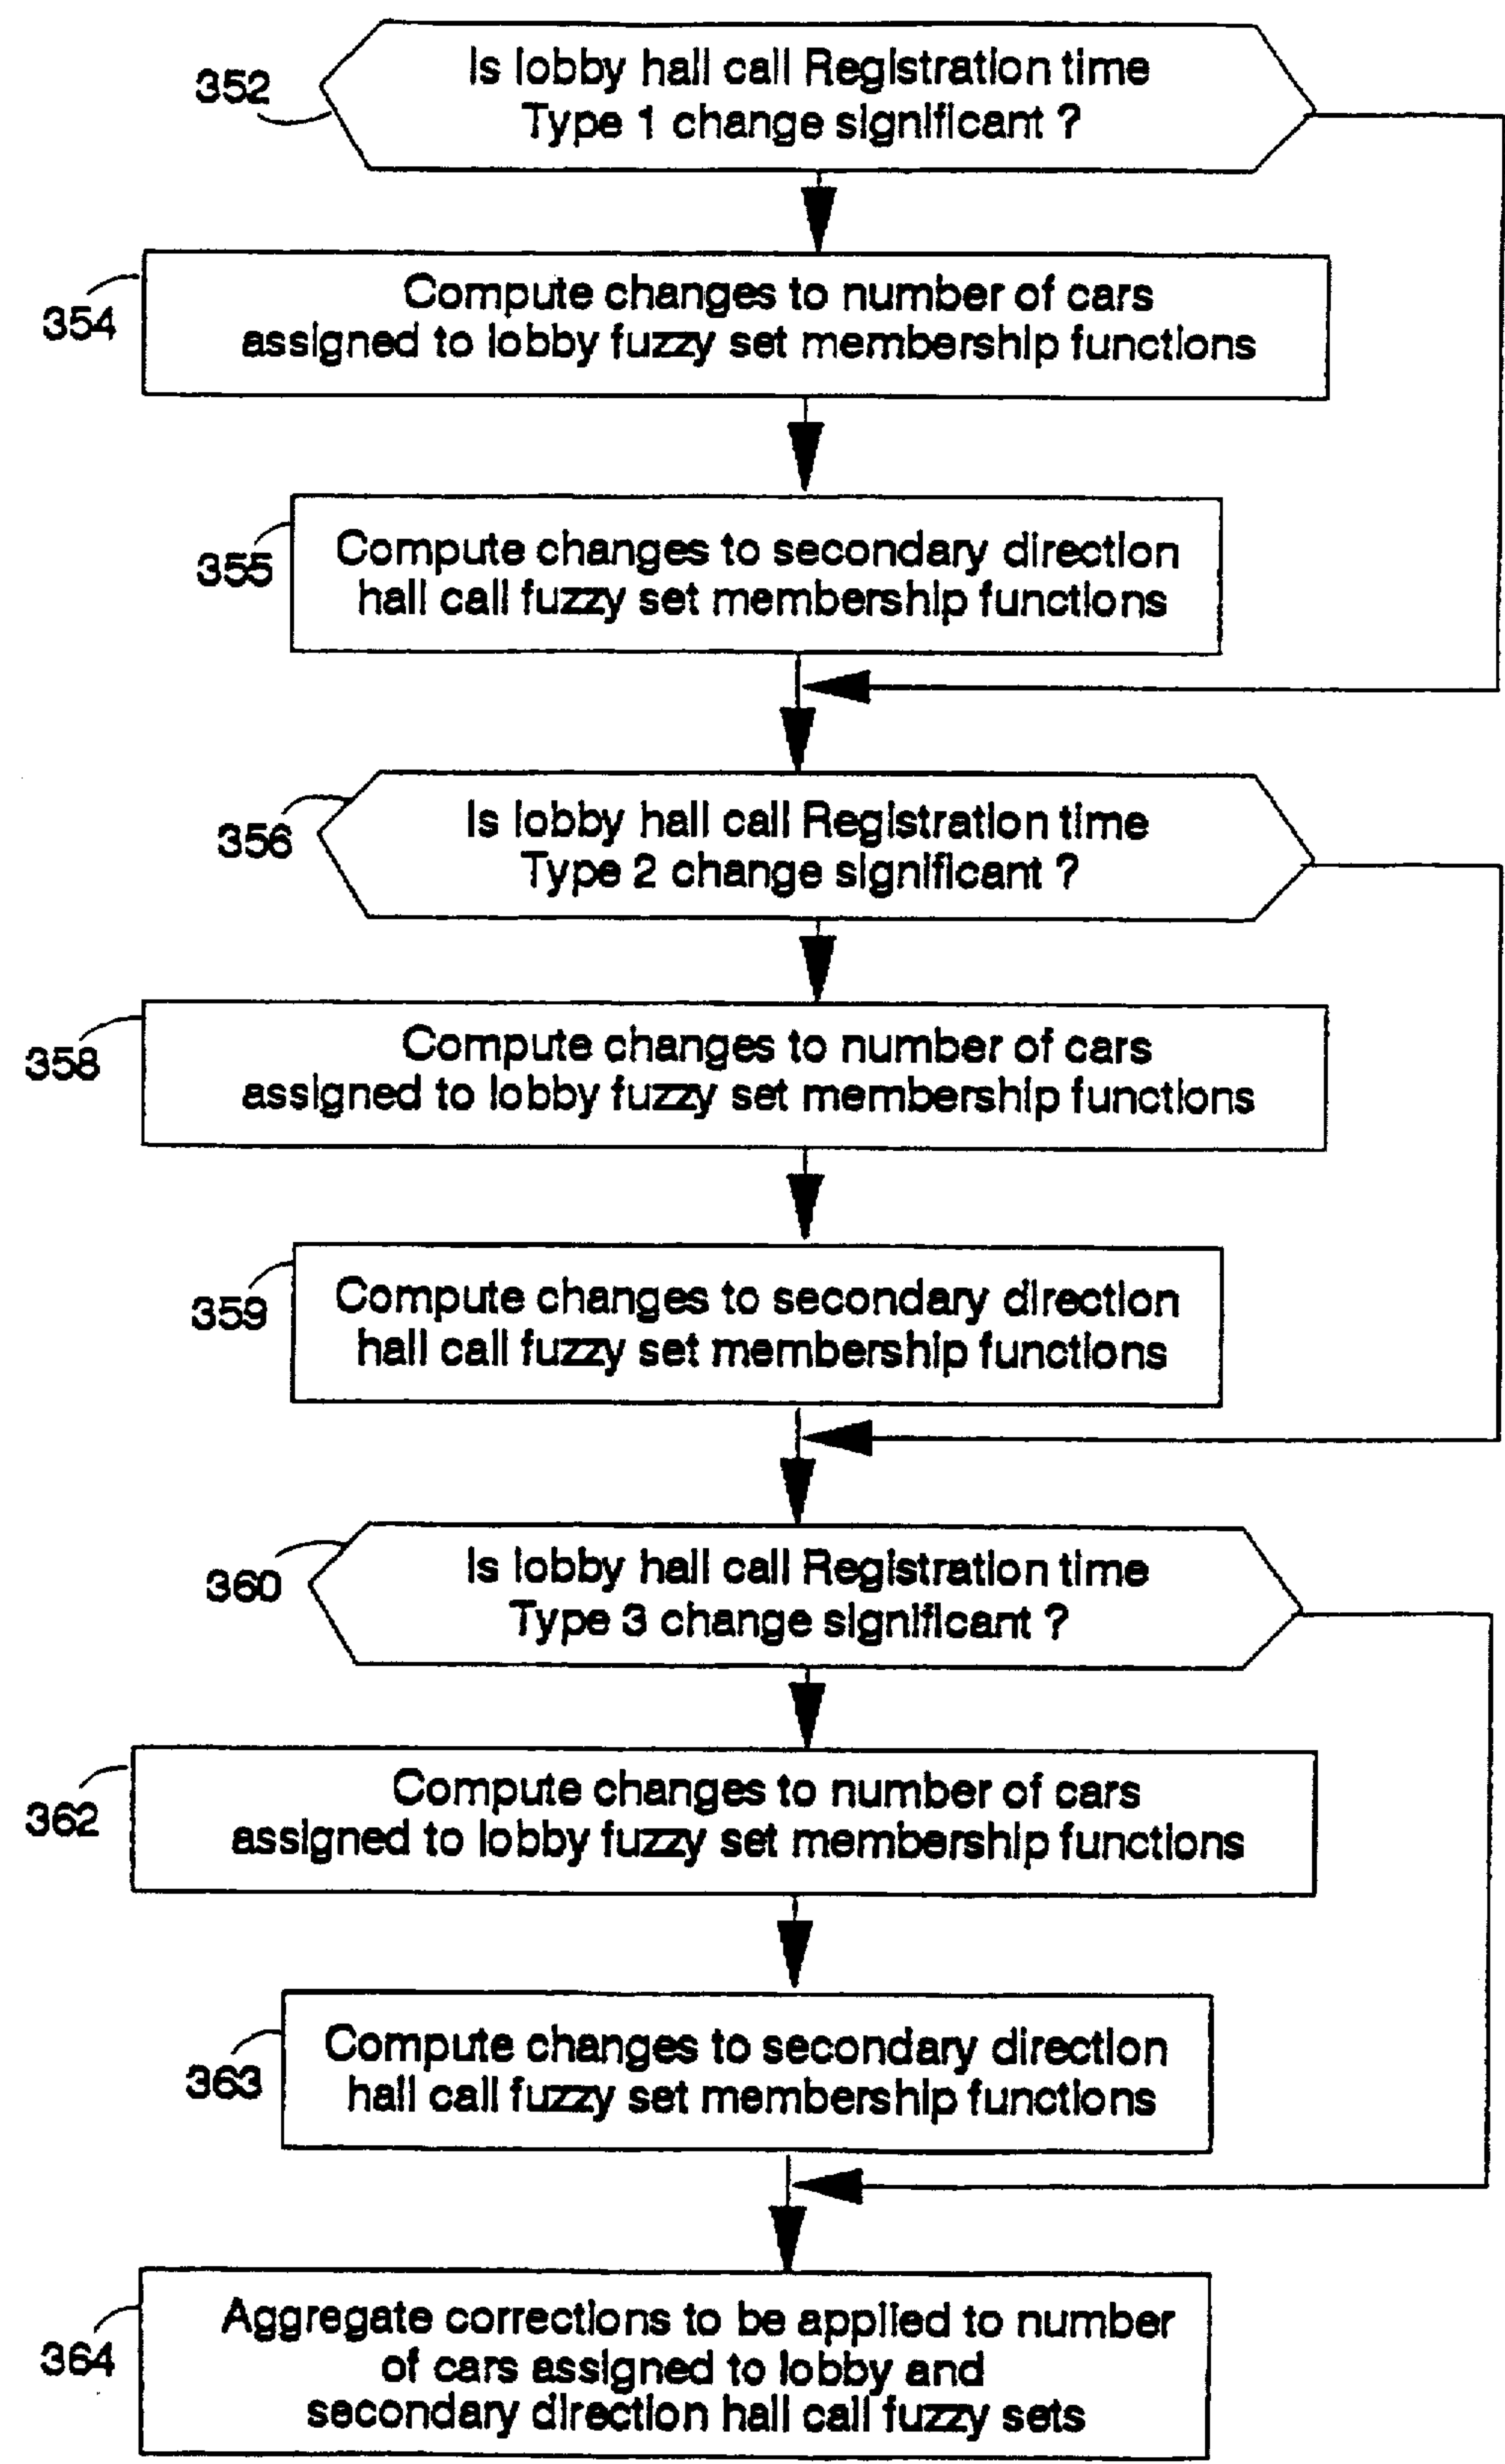 352
Is lobby hall call Registration time
Type 1 change significant ?
354
Compute changes to number of cars
assigned to lobby fuzzy set membership functions
355
Compute changes to secondary direction
hall call fuzzy set membership functions
356
Is lobby hall call Registration time
Type 2 change significant ?
358
Compute changes to number of cars
assigned to lobby fuzzy set membership functions
359
Compute changes to secondary direction
hall call fuzzy set membership functions
360
Is lobby hall call Registration time
Type 3 change significant ?
362
Compute changes to number of cars
assigned to lobby fuzzy set membership functions
363
Compute changes to secondary direction
hall call fuzzy set membership functions
364
Aggregate corrections to be applied to number
of cars assigned to lobby and
secondary direction hall call fuzzy sets